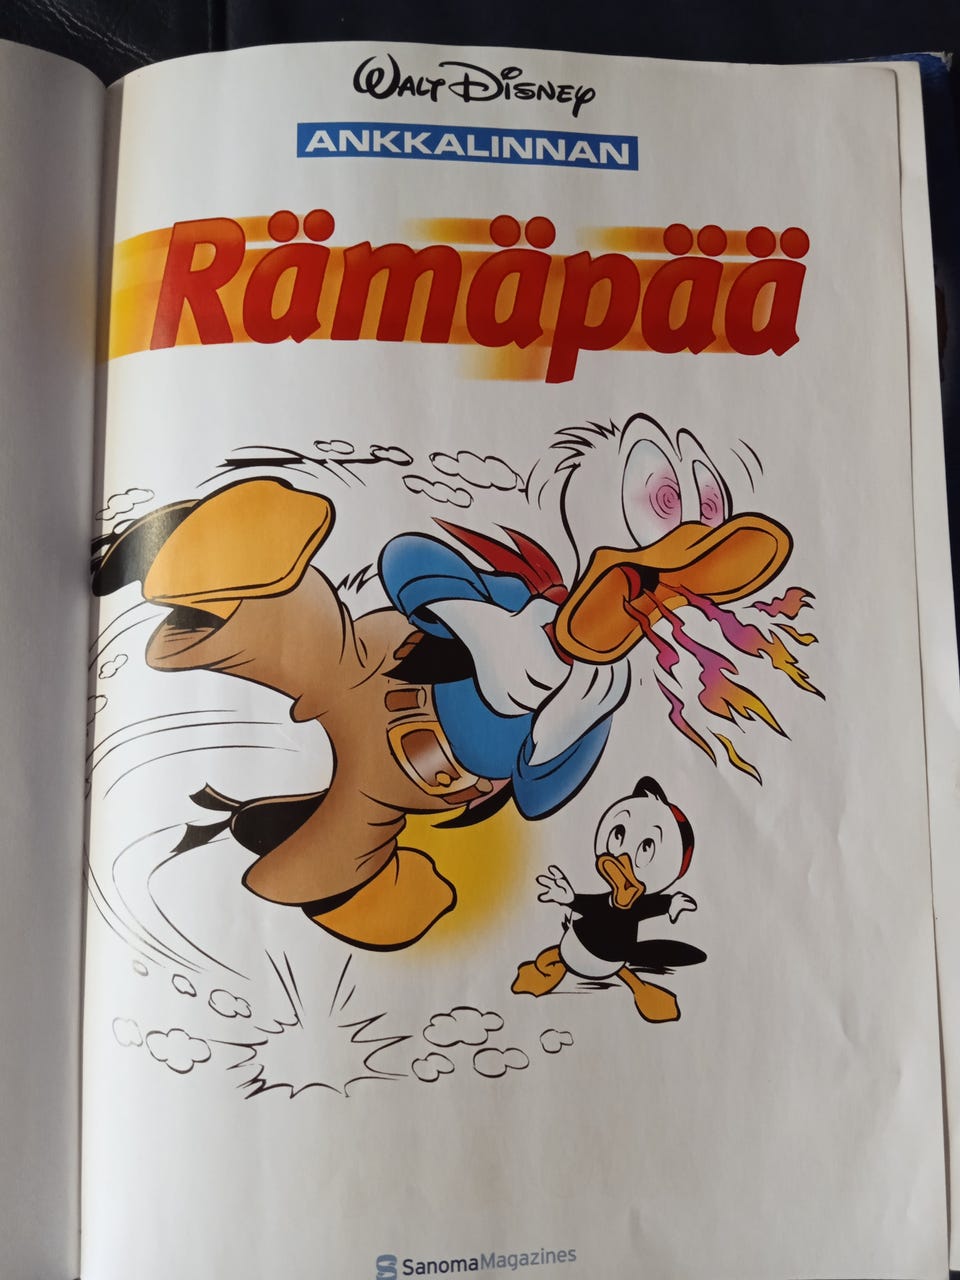 WALT DISNEY
ANKKALINNAN
Rämäpää
SanomaMagazines